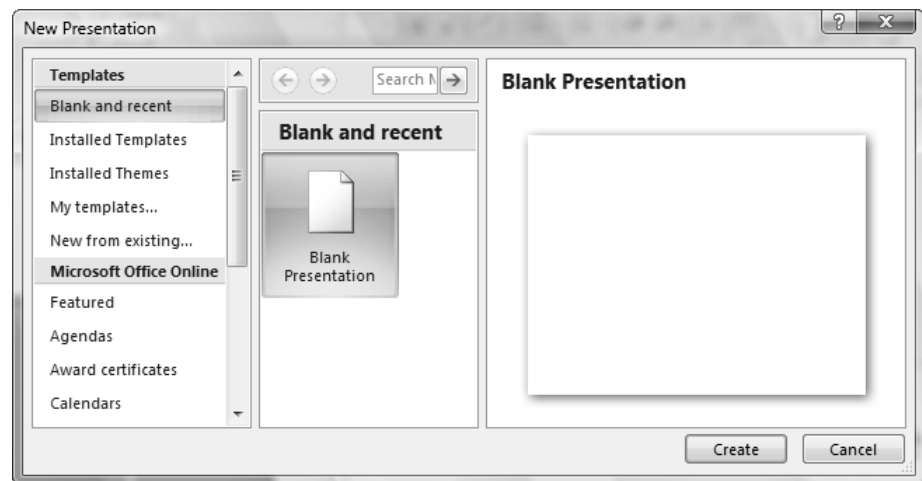 New Presentation
?
Templates
Blank and recent
Installed Templates
Installed Themes
My templates...
New from existing...
Microsoft Office Online
Featured
Agendas
Award certificates
Calendars
Search
Blank and recent
Blank
Presentation
Blank Presentation
Create
Cancel